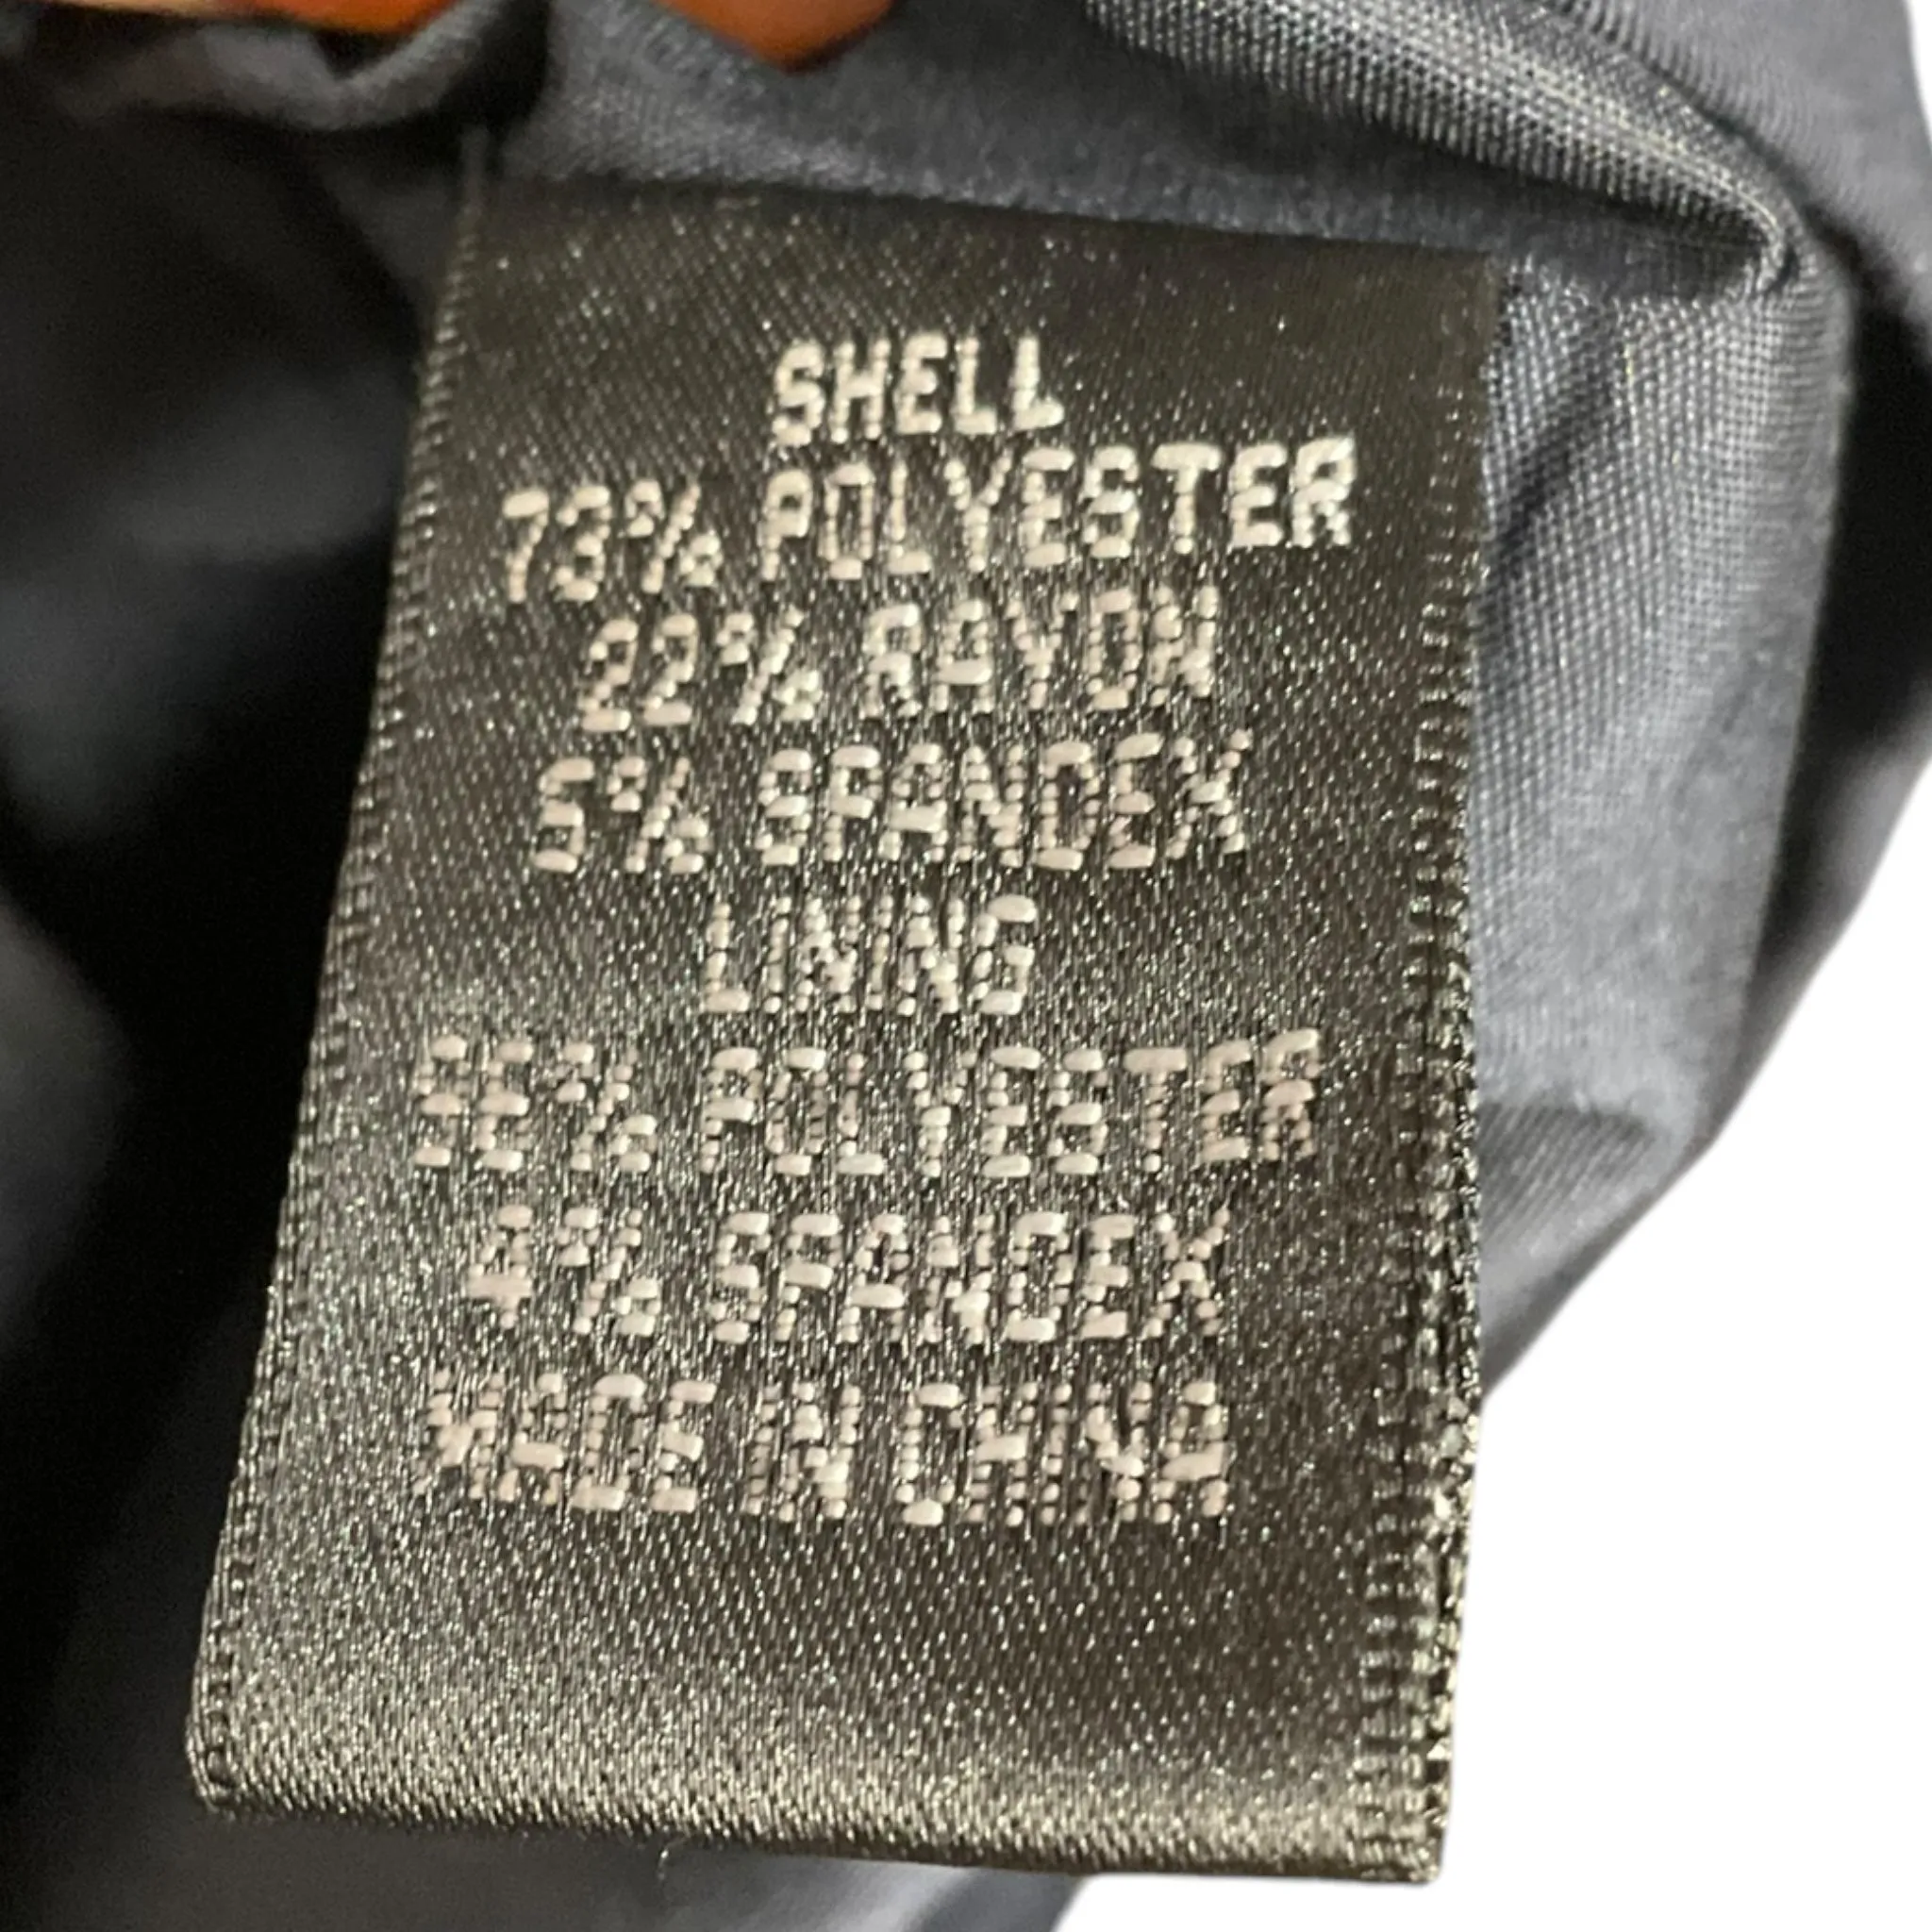 SHELL
73% POLYESTER
22% RAYON
5% SPANDEX
LINING
96% POLYESTER
4% SPANDEX
MADE IN CHINA